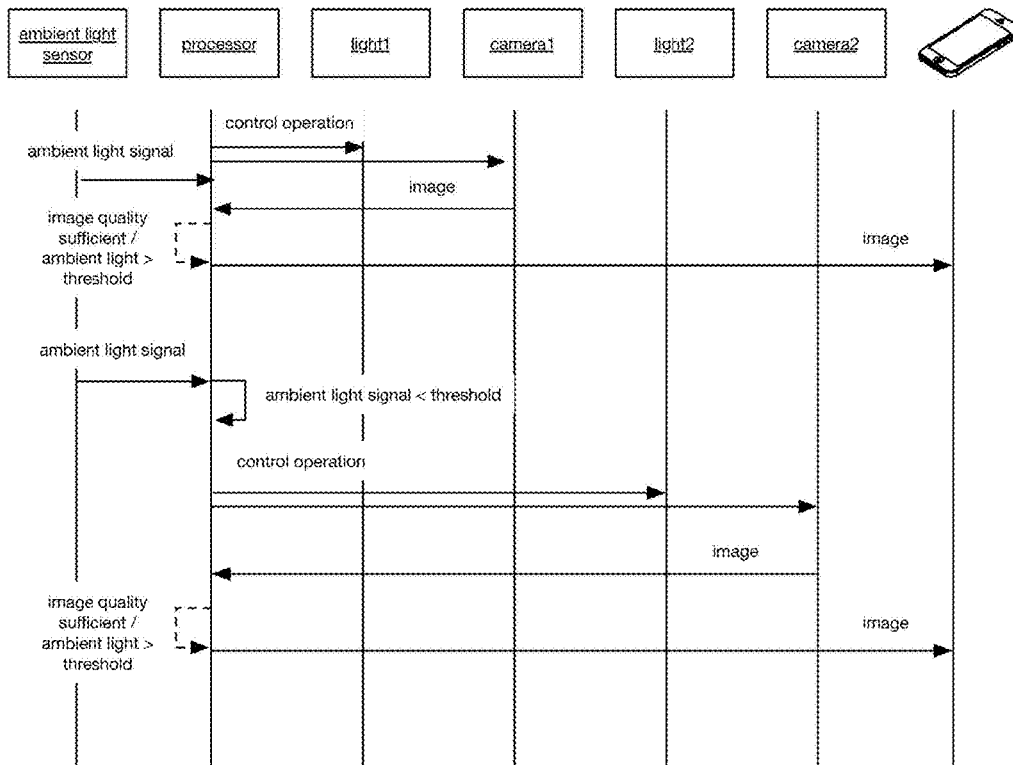 ambient light
sensor
processor
light1
camera1
light2
camera2
control operation
ambient light signal
image
image quality
sufficient /
ambient light >
threshold
image
ambient light signal
ambient light signal < threshold
control operation
image
image quality
sufficient /
ambient light >
threshold
image